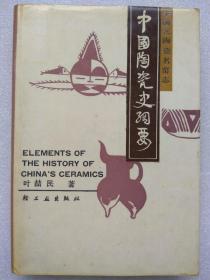 中國陶瓷史綱要
ELEMENTS OF
THE HISTORY OF
CHINA'S CERAMICS
叶喆民 著
轻工业出版社